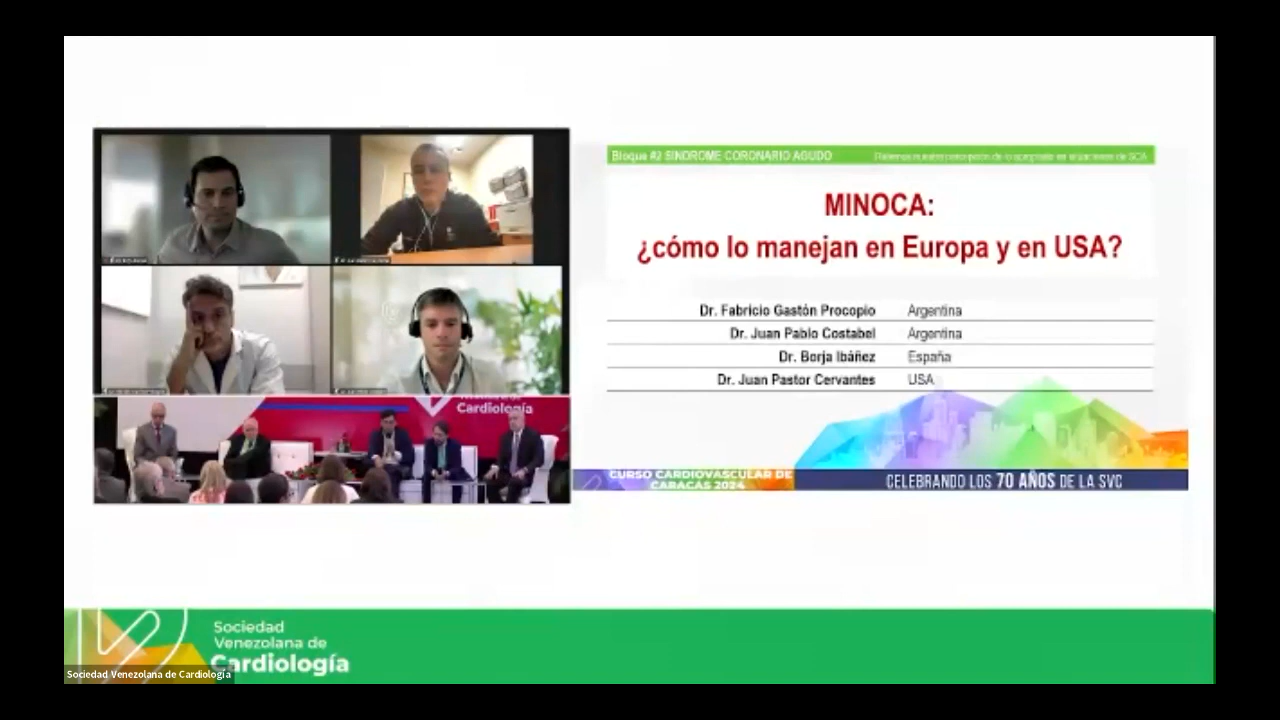 Bloque #2 SINDROME CORONARIO AGUDO
MINOCA:
¿cómo lo manejan en Europa y en USA?
Dr. Fabricio Gastón Procopio Argentina
Dr. Juan Pablo Costabel Argentina
Dr. Borja Ibáñez España
Dr. Juan Pastor Cervantes USA
CURSO CARDIOVASCULAR DE
CARACAS 2024
CELEBRANDO LOS 70 AÑOS DE LA SVC
Cardiología
Sociedad
Venezolana de
Cardiología
Sociedad Venezolana de Cardiología